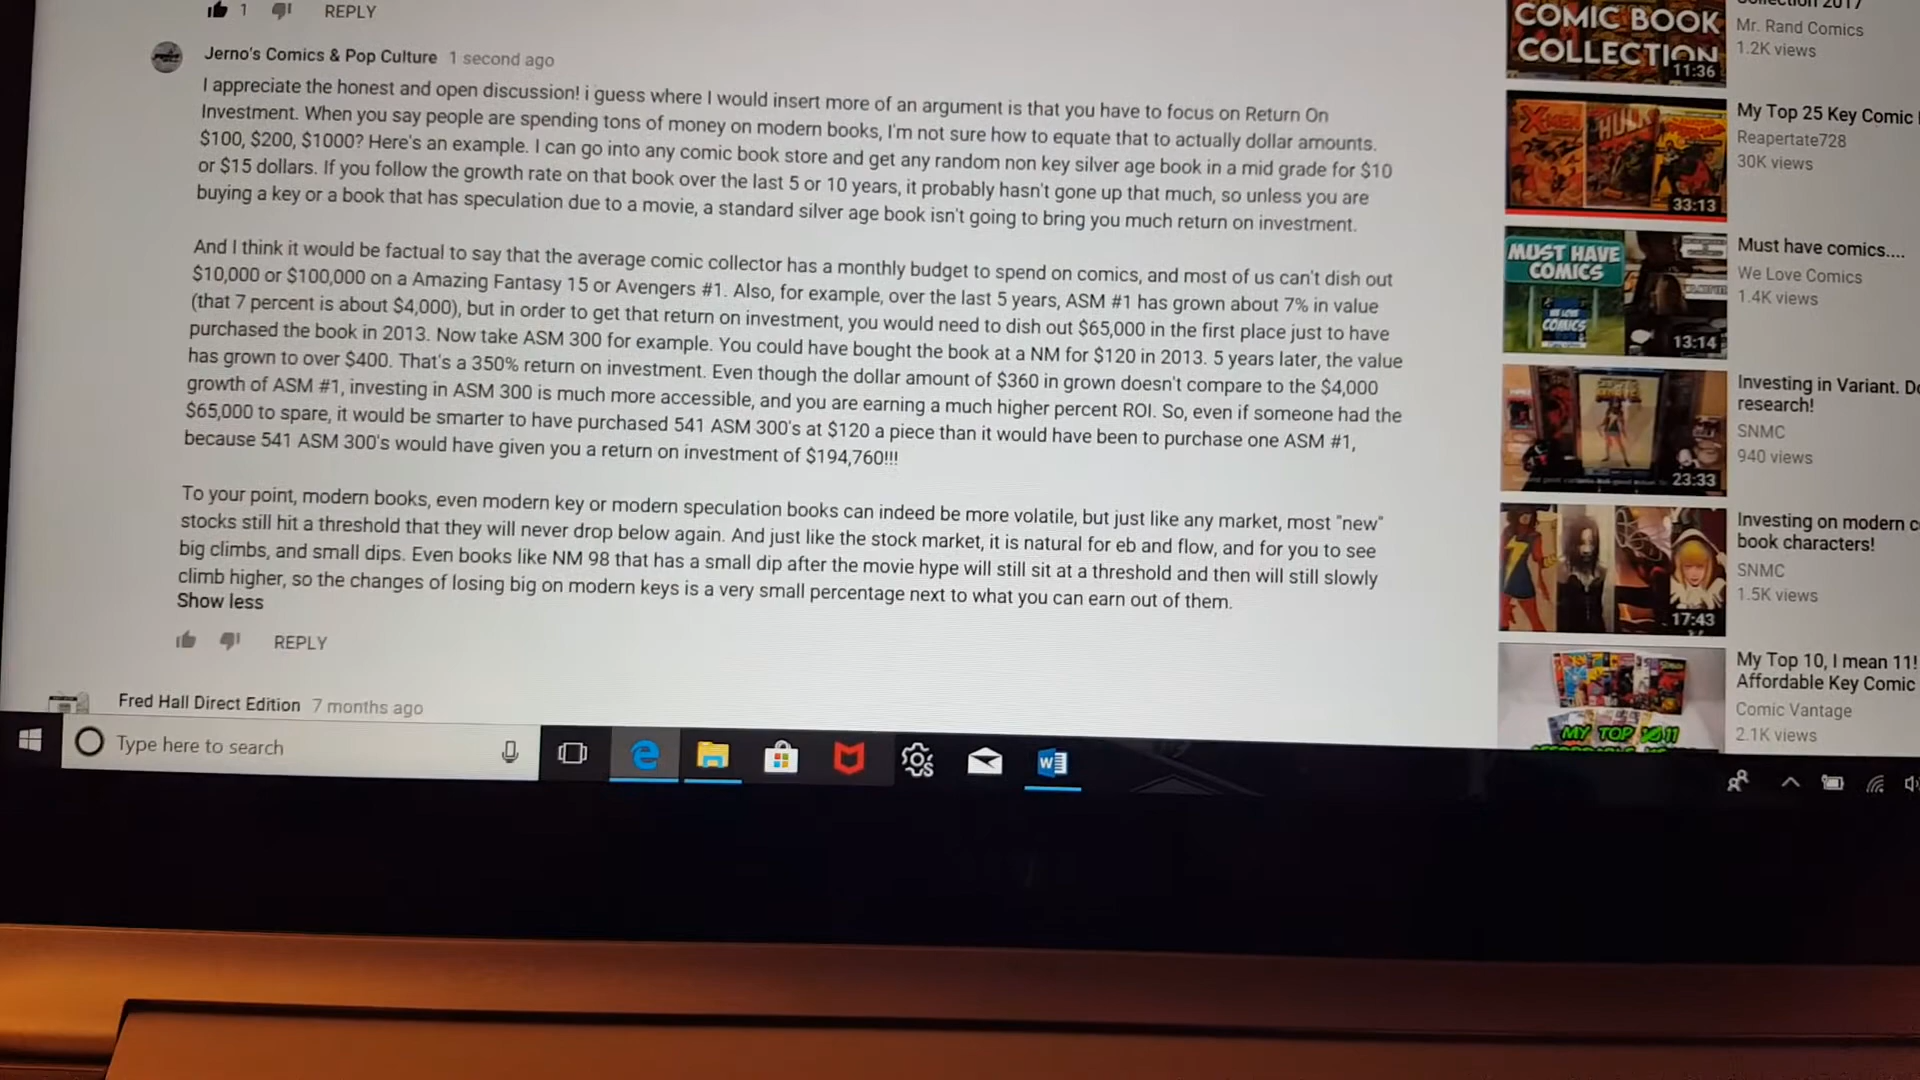 1 REPLY
Jerno's Comics & Pop Culture 1 second ago
I appreciate the honest and open discussion! i guess where I would insert more of an argument is that you have to focus on Return On
Investment. When you say people are spending tons of money on modern books, I'm not sure how to equate that to actually dollar amounts.
$100, $200, $1000? Here's an example. I can go into any comic book store and get any random non key silver age book in a mid grade for $10
or $15 dollars. If you follow the growth rate on that book over the last 5 or 10 years, it probably hasn't gone up that much, so unless you are
buying a key or a book that has speculation due to a movie, a standard silver age book isn't going to bring you much return on investment.
And I think it would be factual to say that the average comic collector has a monthly budget to spend on comics, and most of us can't dish out
$10,000 or $100,000 on a Amazing Fantasy 15 or Avengers #1. Also, for example, over the last 5 years, ASM #1 has grown about 7% in value
(that 7 percent is about $4,000), but in order to get that return on investment, you would need to dish out $65,000 in the first place just to have
purchased the book in 2013. Now take ASM 300 for example. You could have bought the book at a NM for $120 in 2013. 5 years later, the value
has grown to over $400. That's a 350% return on investment. Even though the dollar amount of $360 in grown doesn't compare to the $4,000
growth of ASM #1, investing in ASM 300 is much more accessible, and you are earning a much higher percent ROI. So, even if someone had the
$65,000 to spare, it would be smarter to have purchased 541 ASM 300's at $120 a piece than it would have been to purchase one ASM #1,
because 541 ASM 300's would have given you a return on investment of $194,760!!!
To your point, modern books, even modern key or modern speculation books can indeed be more volatile, but just like any market, most "new"
stocks still hit a threshold that they will never drop below again. And just like the stock market, it is natural for eb and flow, and for you to see
big climbs, and small dips. Even books like NM 98 that has a small dip after the movie hype will still sit at a threshold and then will still slowly
climb higher, so the changes of losing big on modern keys is a very small percentage next to what you can earn out of them.
Show less
REPLY
Fred Hall Direct Edition 7 months ago
Type here to search
COMIC BOOK
COLLECTION
11:36
Collection 2017
Mr. Rand Comics
1.2K views
X-MEN
HULK
33:13
My Top 25 Key Comic
Reapertate728
30K views
MUST HAVE
COMICS
WE LOVE
COMICS
13:14
Must have comics....
We Love Comics
1.4K views
23:33
Investing in Variant. Do
research!
SNMC
940 views
17:43
Investing on modern c
book characters!
SNMC
1.5K views
MY TOP 11
My Top 10, I mean 11!
Affordable Key Comic
Comic Vantage
2.1K views